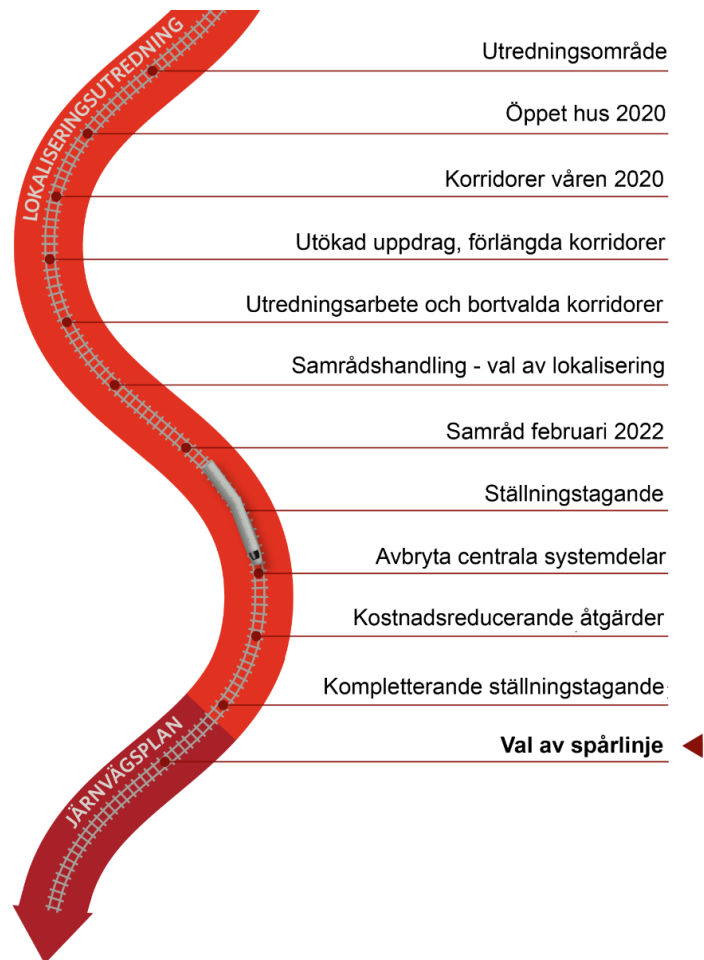 LOKALISERINGSUTREDNING
Utredningsområde
Öppet hus 2020
Korridorer våren 2020
Utökad uppdrag, förlängda korridorer
Utredningsarbete och bortvalda korridorer
Samrådshandling - val av lokalisering
Samråd februari 2022
Ställningstagande
Avbryta centrala systemdelar
Kostnadsreducerande åtgärder
Kompletterande ställningstagande
Val av spårlinje
JÄRNVÄGSPLAN